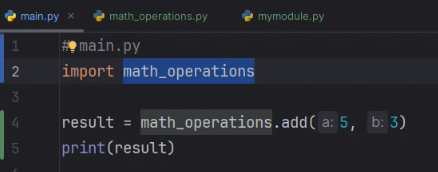 main.py × math_operations.py mymodule.py
1 # main.py
2 import math_operations
3
4 result = math_operations.add( a: 5, b: 3)
5 print(result)